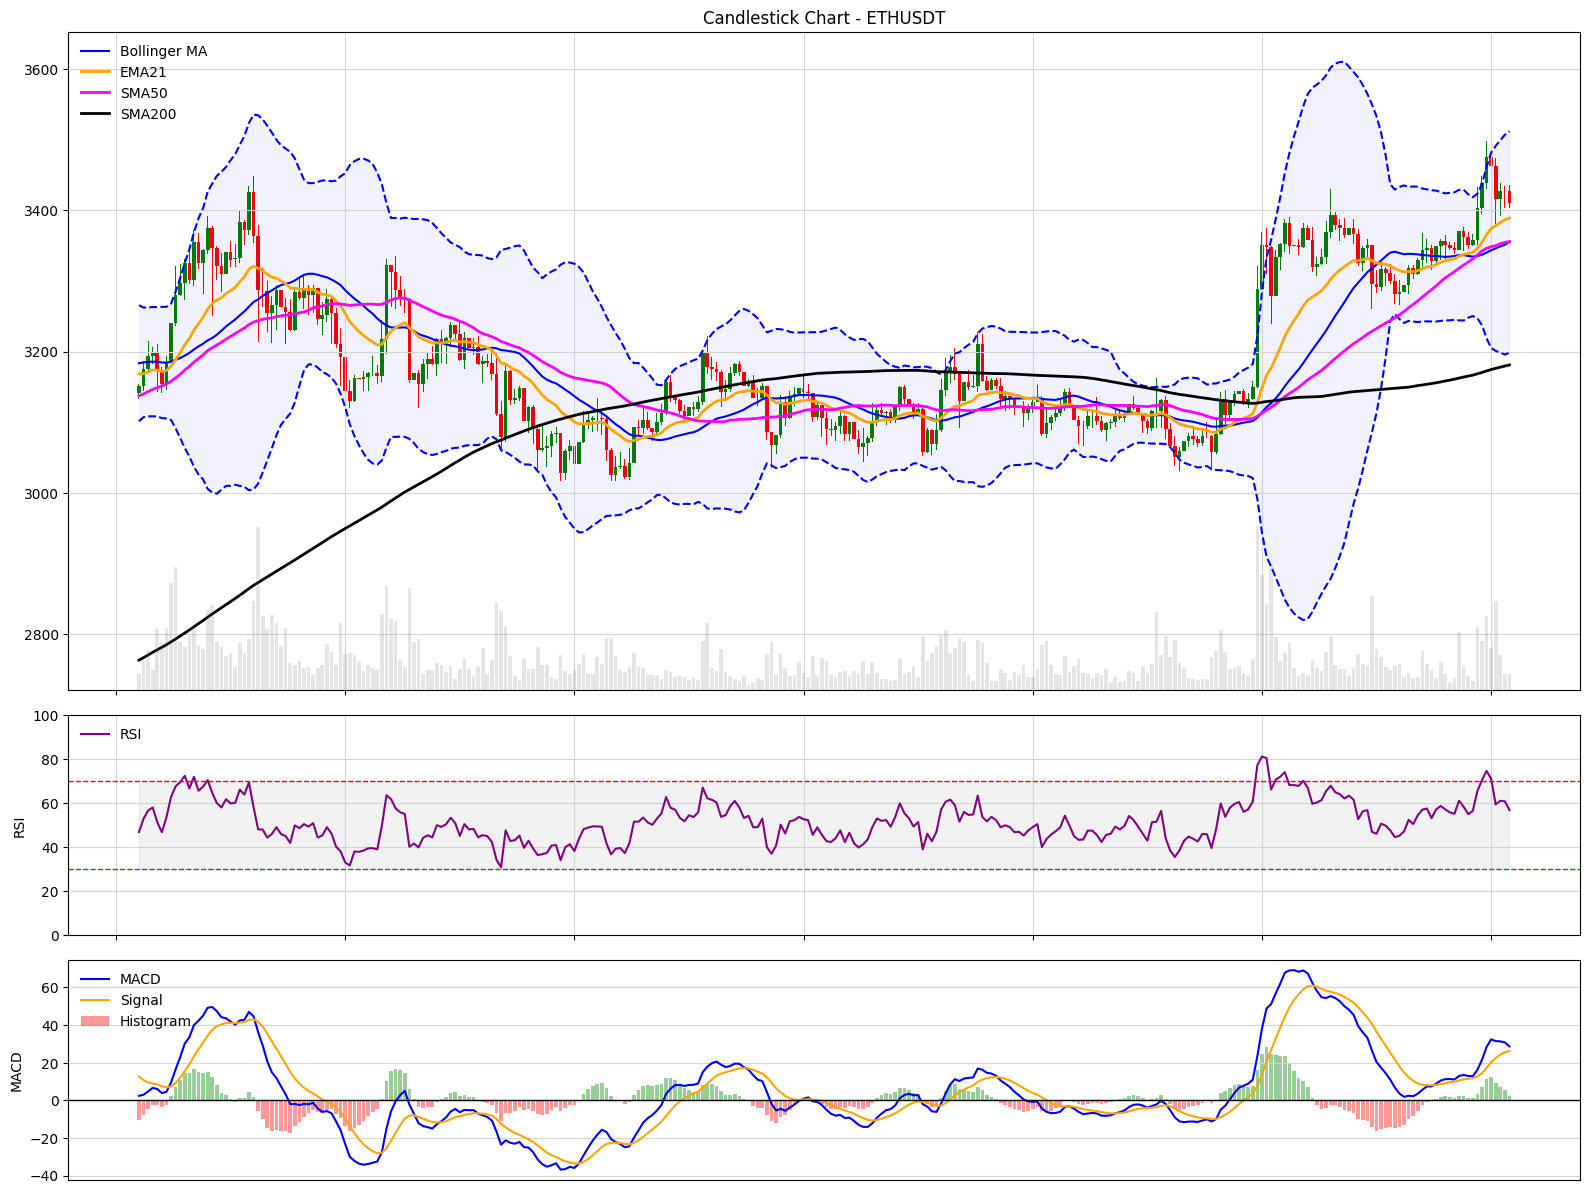 Candlestick Chart - ETHUSDT
Bollinger MA
EMA21
SMA50
SMA200
3600
3400
3200
3000
2800
RSI
100
80
60
40
20
0
RSI
MACD
Signal
Histogram
60
40
20
0
−20
−40
MACD